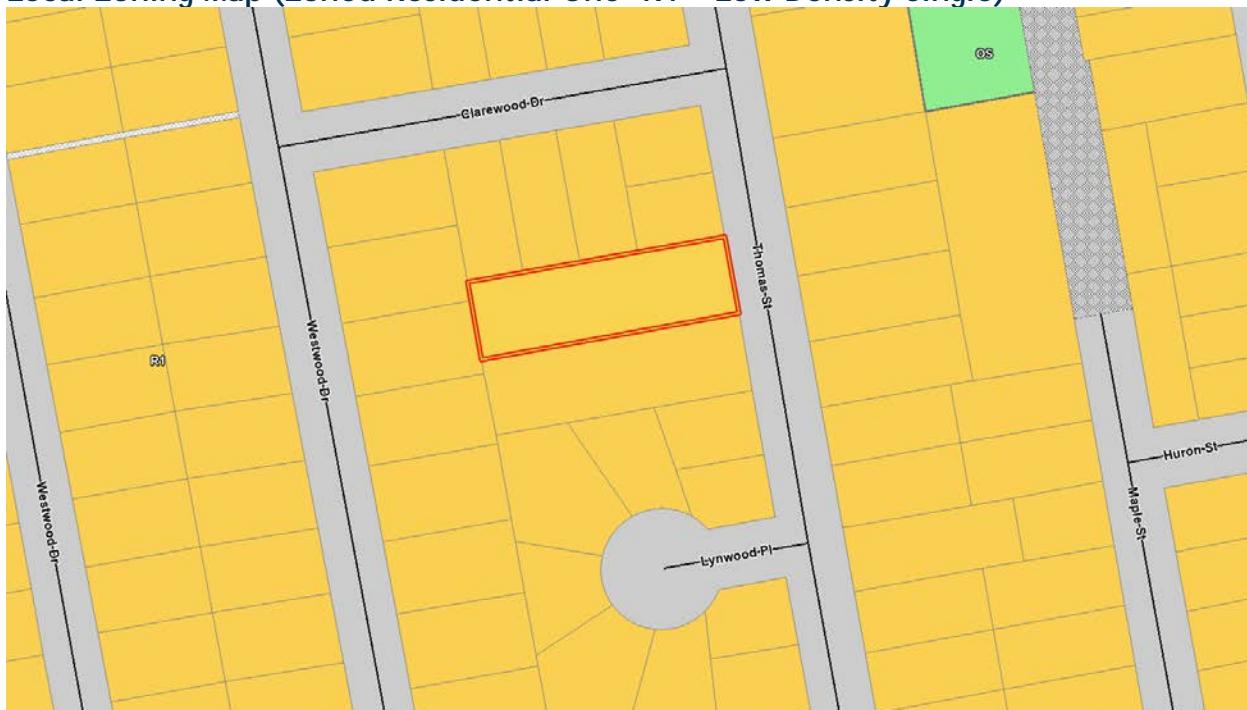 Local Zoning Map (Zoned Residential One "R1" – Low Density Single)
OS
Clarewood-Dr
Thomas-St
Westwood-Dr
R1
Huron-St
Westwood-Dr
Maple-St
Lynwood-Pl